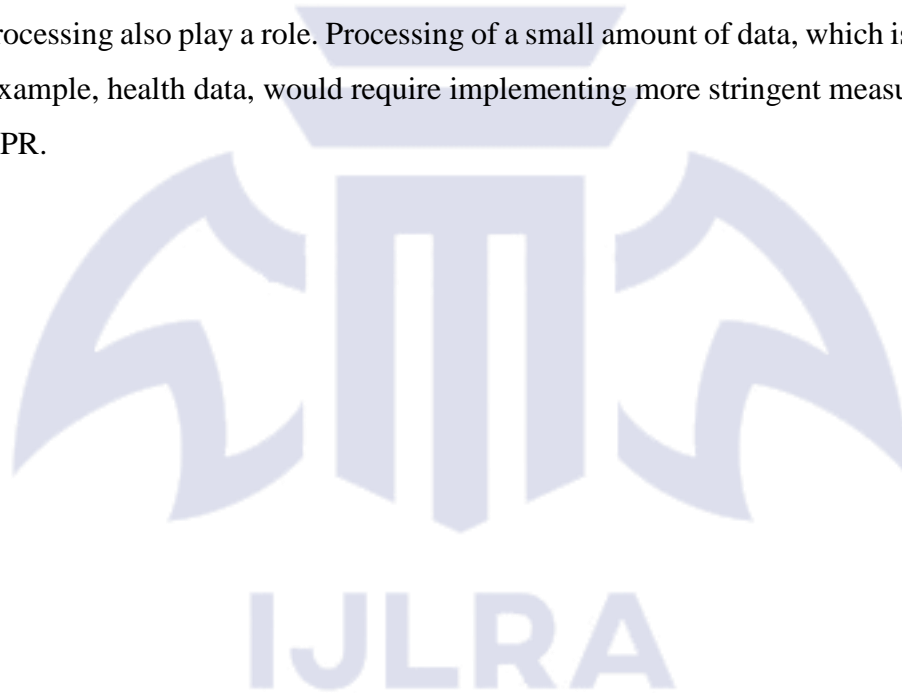 rocessing also play a role. Processing of a small amount of data, which is
xample, health data, would require implementing more stringent measu
PR.
IJLRA